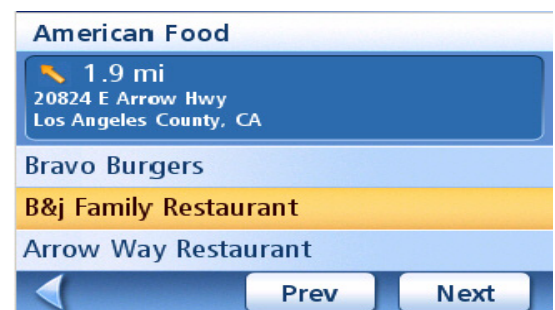 American Food
1.9 mi
20824 E Arrow Hwy
Los Angeles County, CA
Bravo Burgers
B&j Family Restaurant
Arrow Way Restaurant
Prev Next